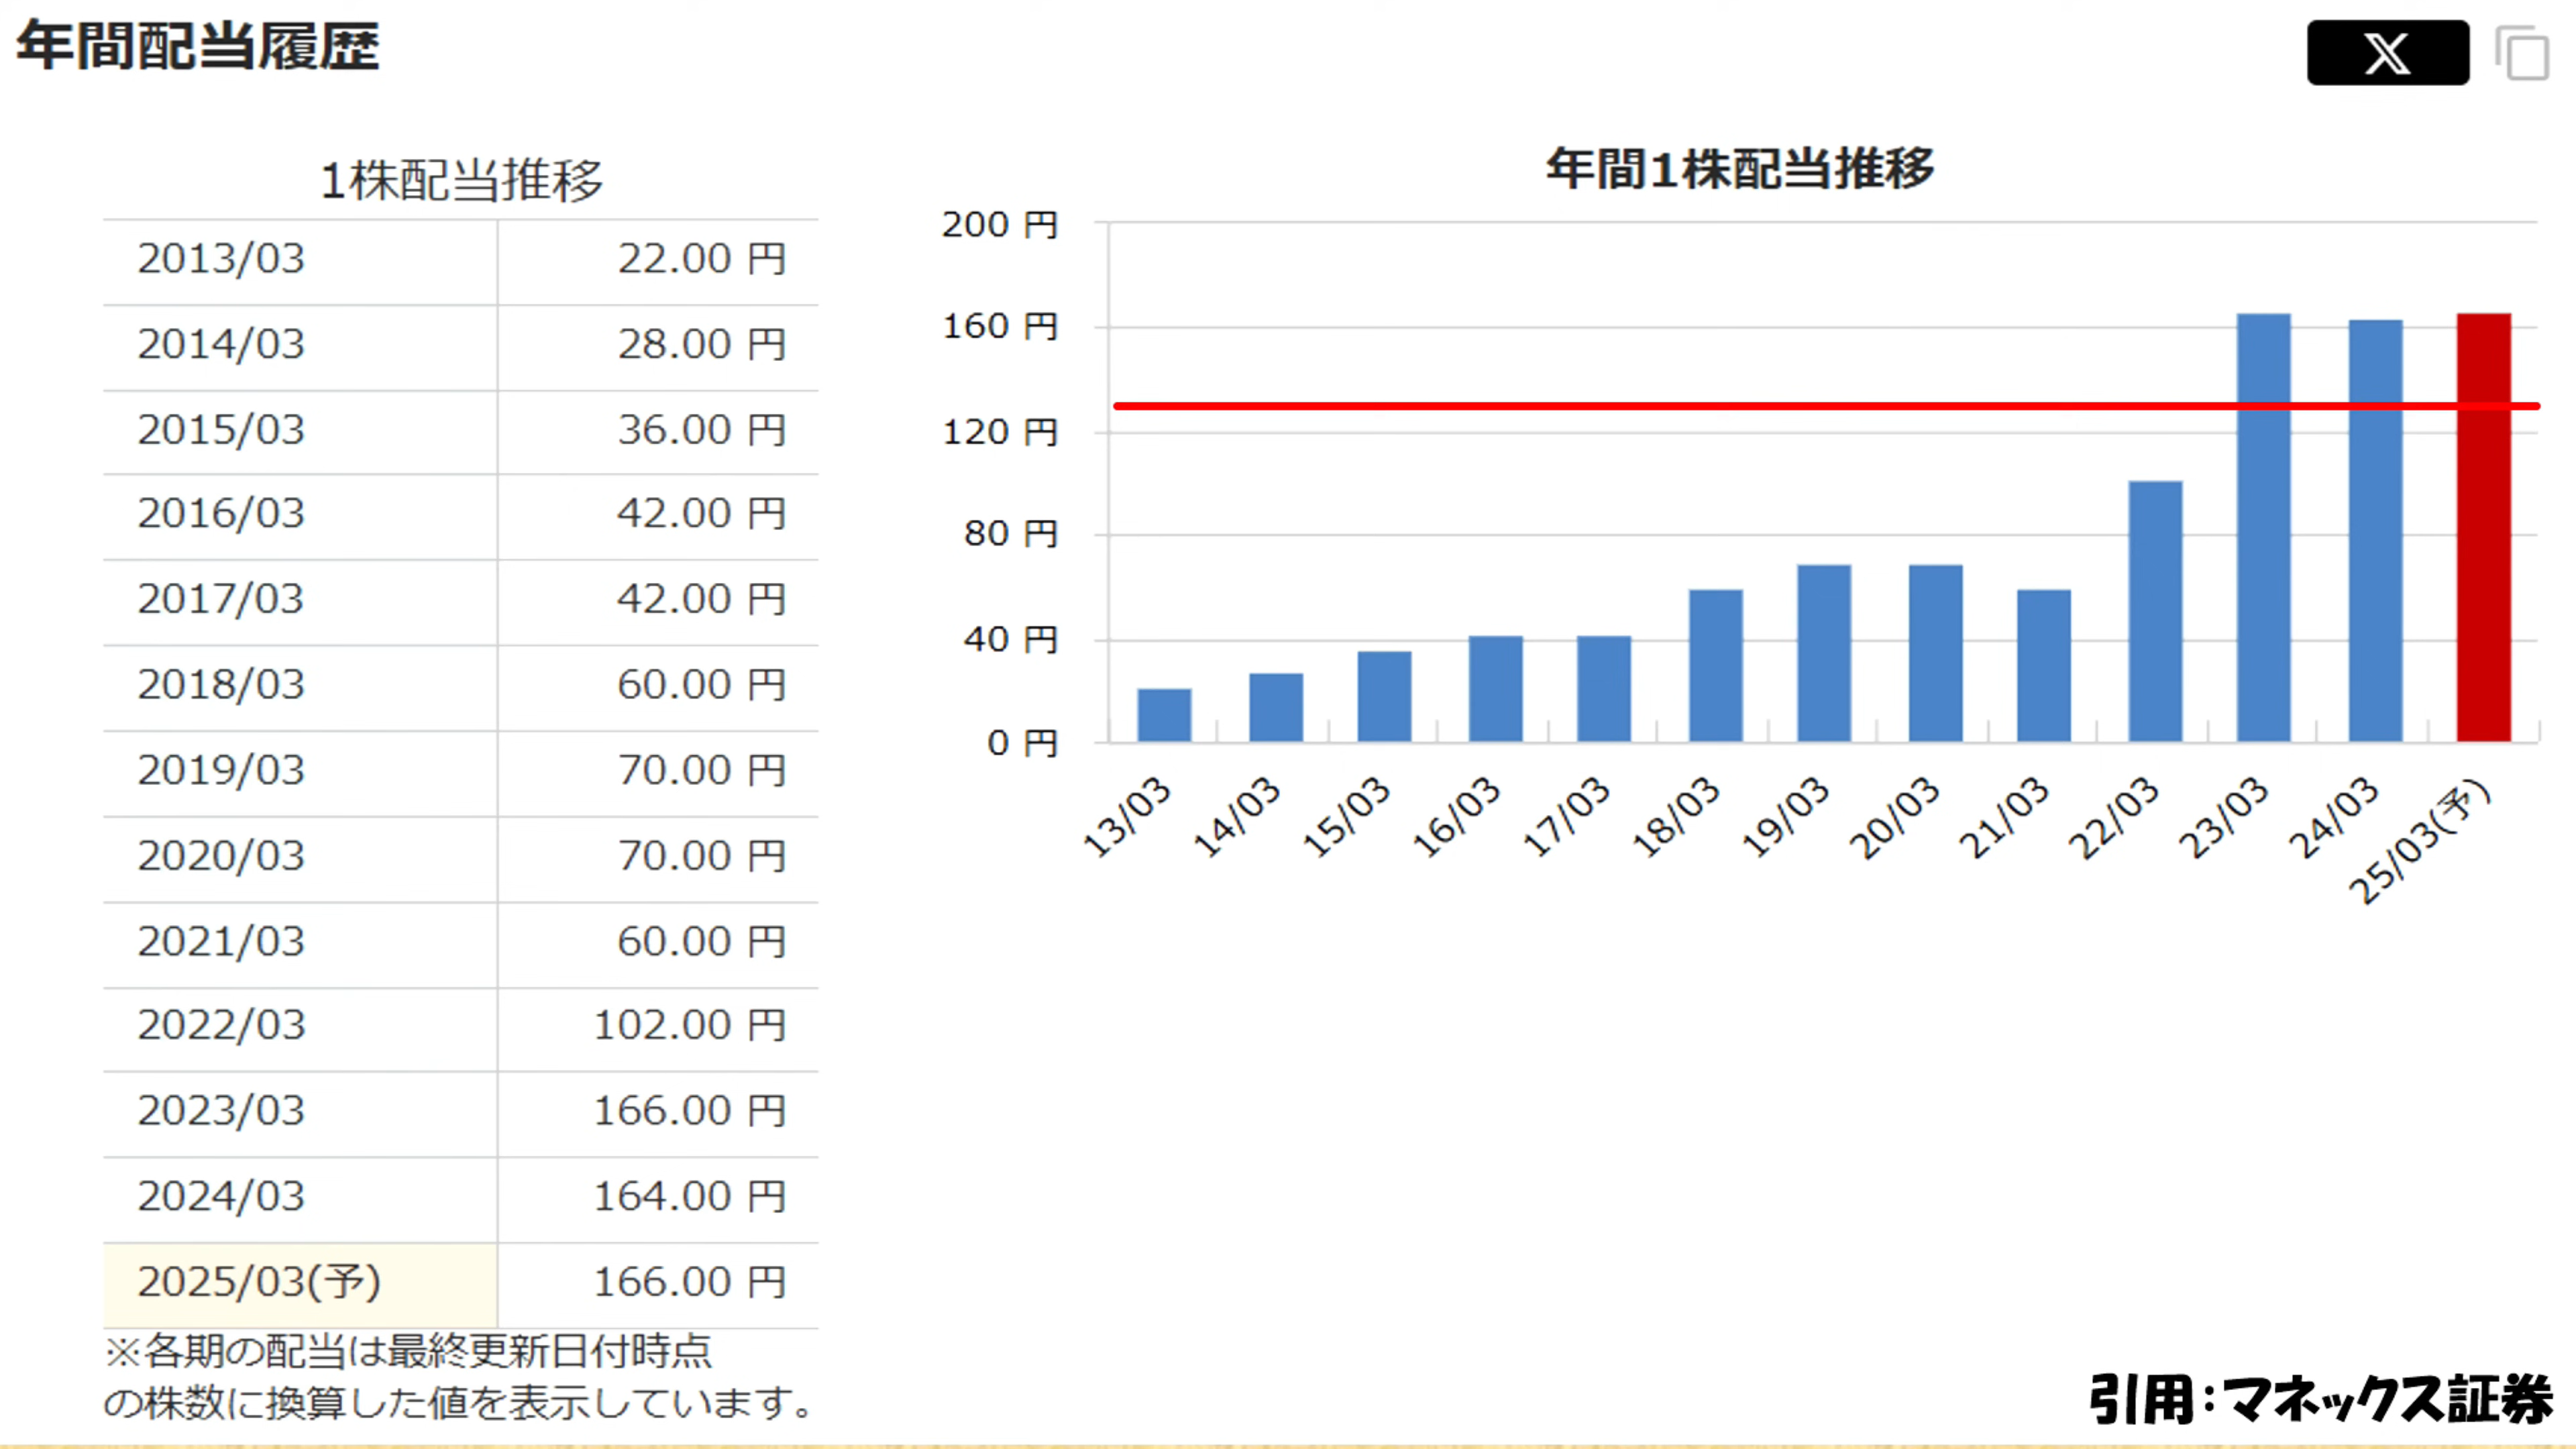 年間配当履歴
X
1株配当推移
2013/03 22.00 円
2014/03 28.00 円
2015/03 36.00 円
2016/03 42.00 円
2017/03 42.00 円
2018/03 60.00 円
2019/03 70.00 円
2020/03 70.00 円
2021/03 60.00 円
2022/03 102.00 円
2023/03 166.00 円
2024/03 164.00 円
2025/03(予) 166.00 円
※各期の配当は最終更新日付時点
の株数に換算した値を表示しています。
年間1株配当推移
200 円
160 円
120 円
80 円
40 円
0 円
13/03 14/03 15/03 16/03 17/03 18/03 19/03 20/03 21/03 22/03 23/03 24/03 25/03(予)
引用:マネックス証券